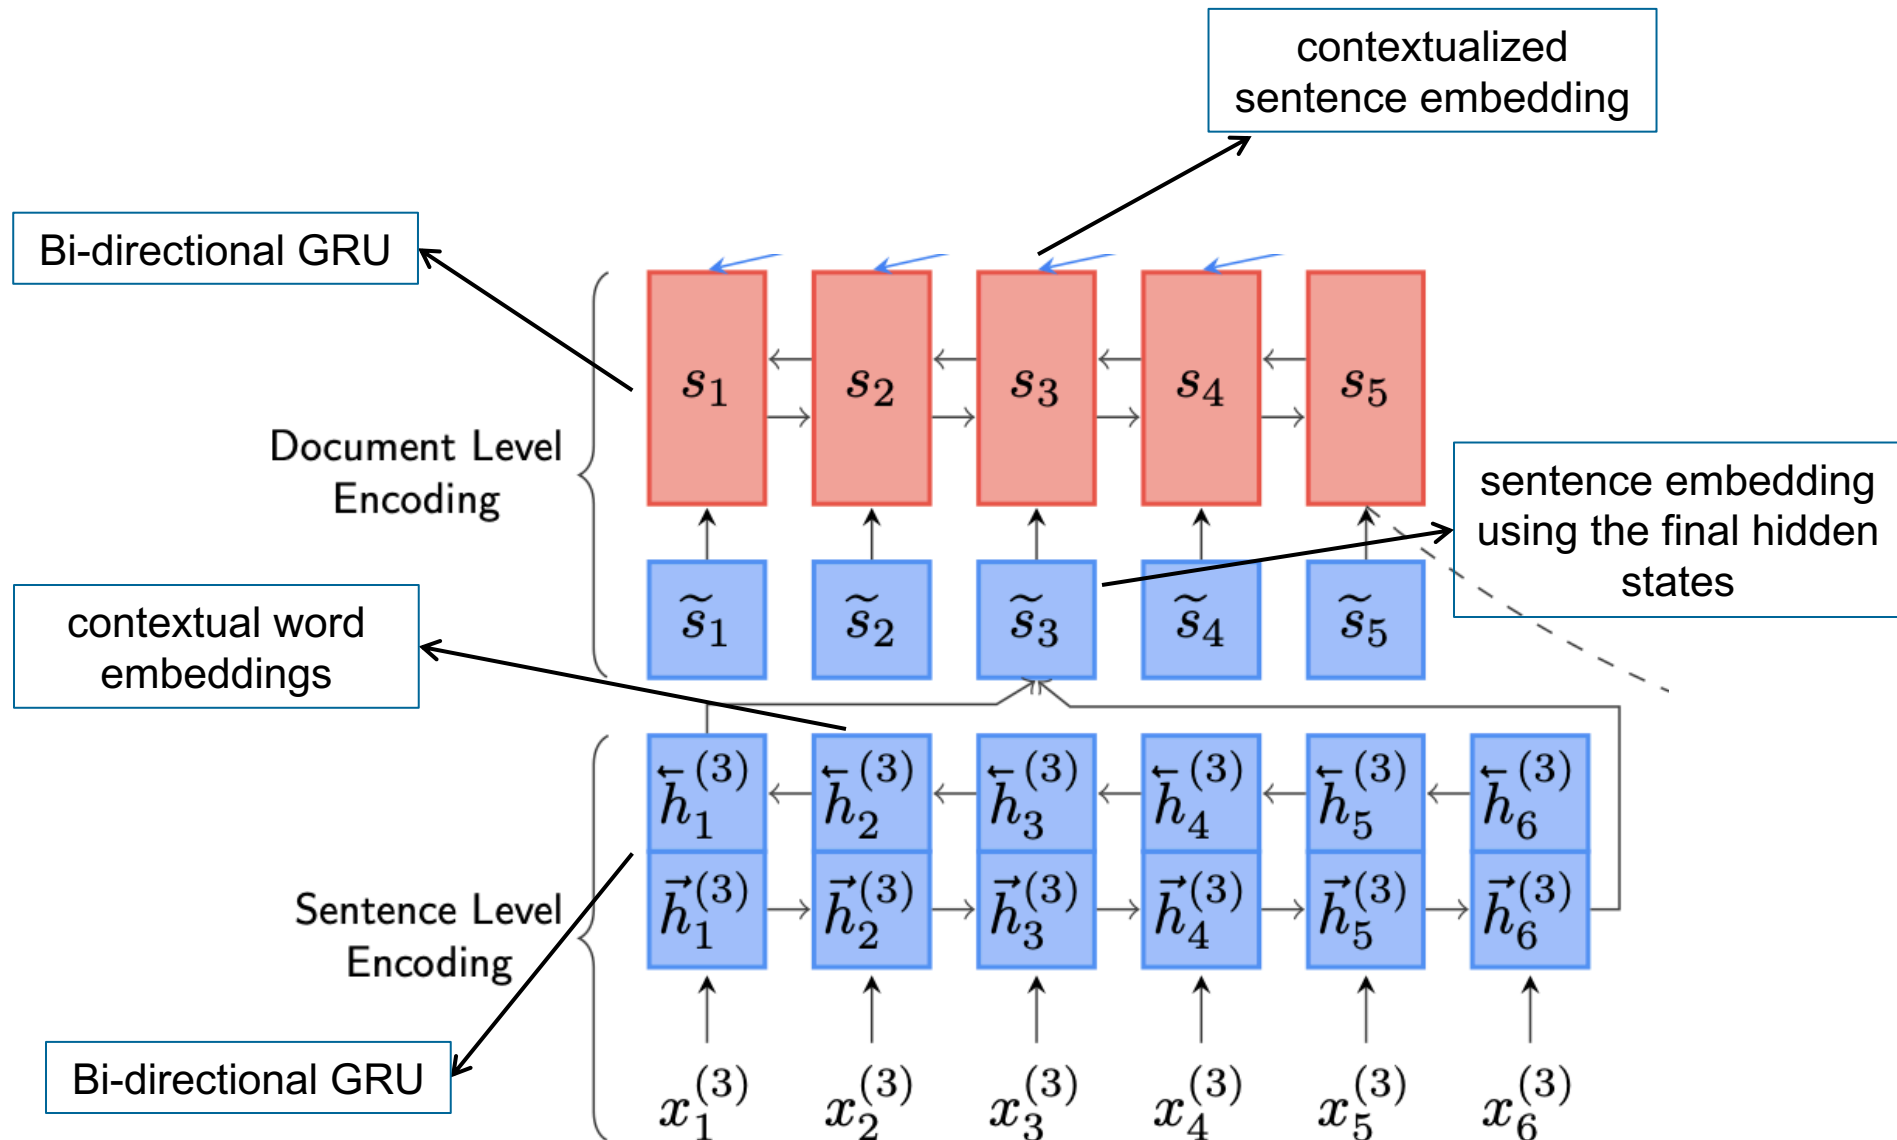 contextualized
sentence embedding
Bi-directional GRU
s₁ s₂ s₃ s₄ s₅
Document Level
Encoding
sentence embedding
using the final hidden
states
s̃₁ s̃₂ s̃₃ s̃₄ s̃₅
contextual word
embeddings
h⃖₁⁽³⁾ h⃖₂⁽³⁾ h⃖₃⁽³⁾ h⃖₄⁽³⁾ h⃖₅⁽³⁾ h⃖₆⁽³⁾
h⃗₁⁽³⁾ h⃗₂⁽³⁾ h⃗₃⁽³⁾ h⃗₄⁽³⁾ h⃗₅⁽³⁾ h⃗₆⁽³⁾
Sentence Level
Encoding
Bi-directional GRU
x₁⁽³⁾ x₂⁽³⁾ x₃⁽³⁾ x₄⁽³⁾ x₅⁽³⁾ x₆⁽³⁾